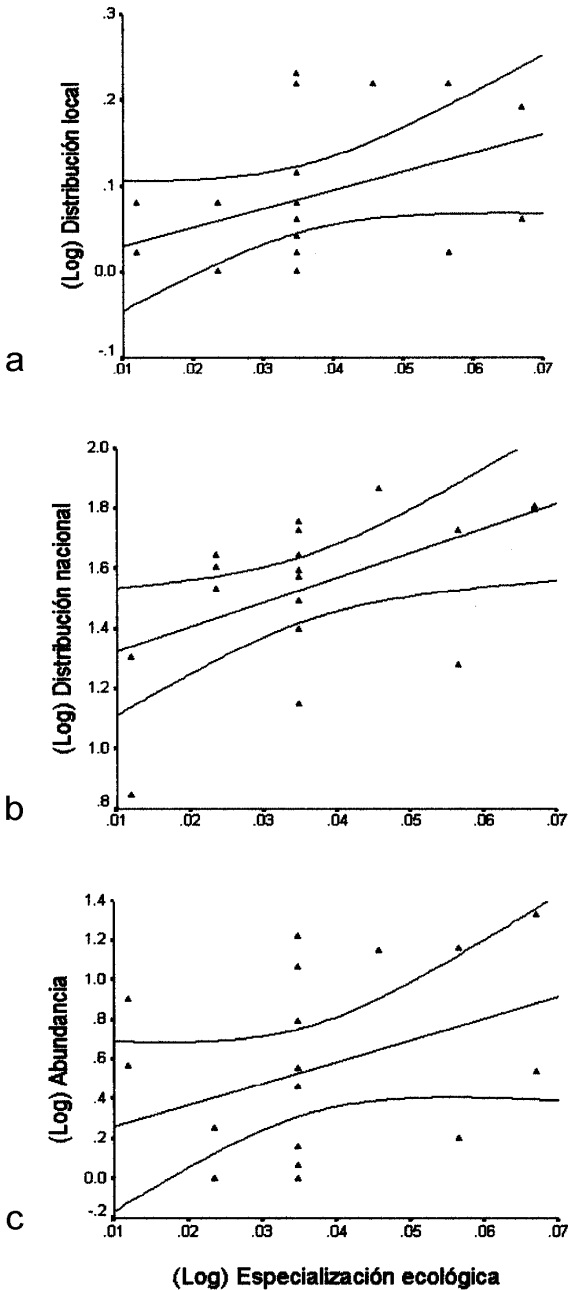 .3
.2
.1
0.0
-.1
(Log) Distribución local
a
.01 .02 .03 .04 .05 .06 .07
2.0
1.8
1.6
1.4
1.2
1.0
.8
(Log) Distribución nacional
b
.01 .02 .03 .04 .05 .06 .07
1.4
1.2
1.0
.8
.6
.4
.2
0.0
-.2
(Log) Abundancia
c
.01 .02 .03 .04 .05 .06 .07
(Log) Especialización ecológica